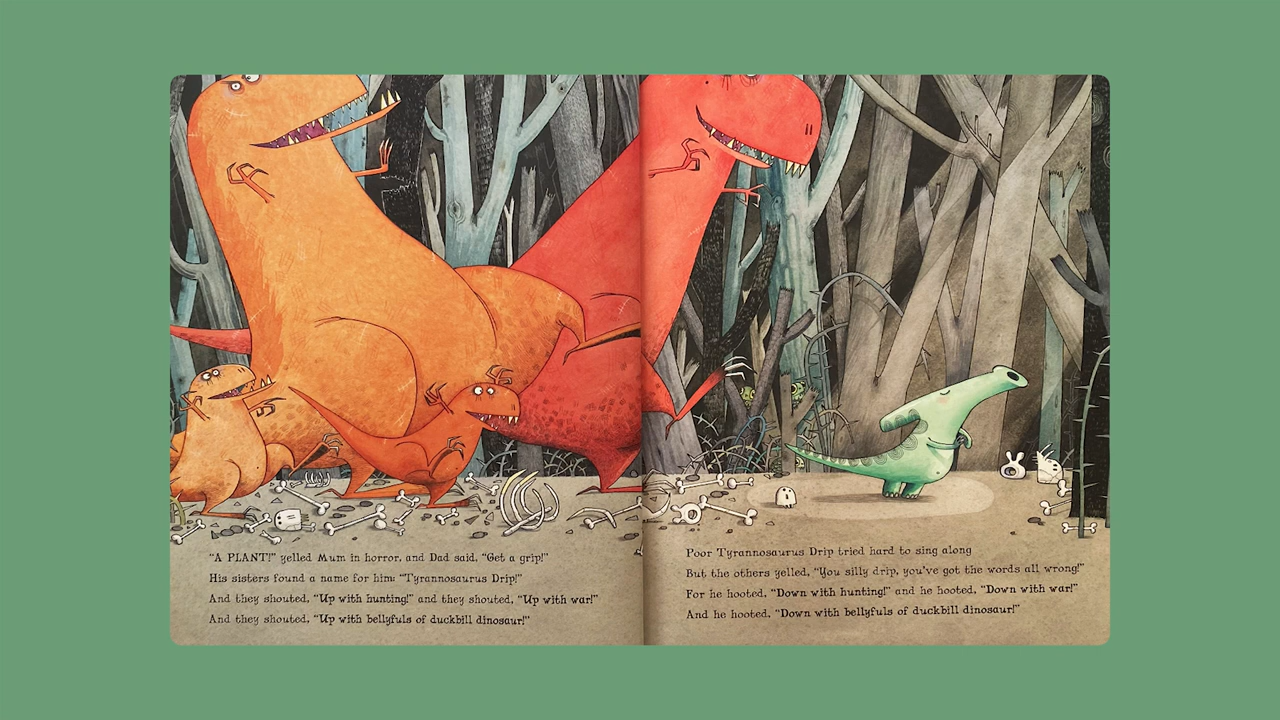 "A PLANT!" yelled Mum in horror, and Dad said, "Get a grip!"
His sisters found a name for him: "Tyrannosaurus Drip!"
And they shouted, "Up with hunting!" and they shouted, "Up with war!"
And they shouted, "Up with bellyfuls of duckbill dinosaur!"
Poor Tyrannosaurus Drip tried hard to sing along
But the others yelled, "You silly drip, you've got the words all wrong!"
For he hooted, "Down with hunting!" and he hooted, "Down with war!"
And he hooted, "Down with bellyfuls of duckbill dinosaur!"